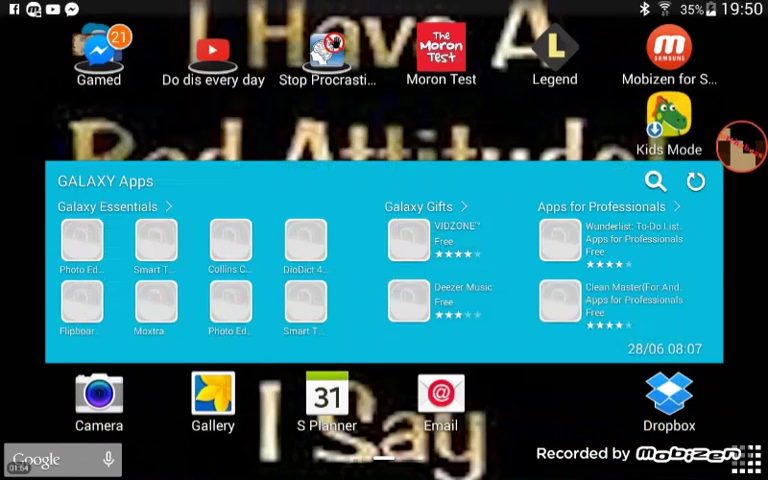 35% 19:50
I Have A
21
The
Moron
Test
L
SAMSUNG
Gamed
Do dis every day
Stop Procrasti...
Moron Test
Legend
Mobizen for S...
Bad Attitude
Kids Mode
GALAXY Apps
Galaxy Essentials >
Galaxy Gifts >
Apps for Professionals >
Photo Ed..
Smart T...
Collins C...
DioDict 4...
VIDZONE™
Free
Wunderlist: To-Do List..
Apps for Professionals
Free
Flipboar..
Moxtra
Photo Ed..
Smart T...
Deezer Music
Free
Clean Master(For And.
Apps for Professionals
Free
28/06 08:07
31
Camera
Gallery
S Planner
Email
Dropbox
I Say
Google
01:54
Recorded by Mobizen